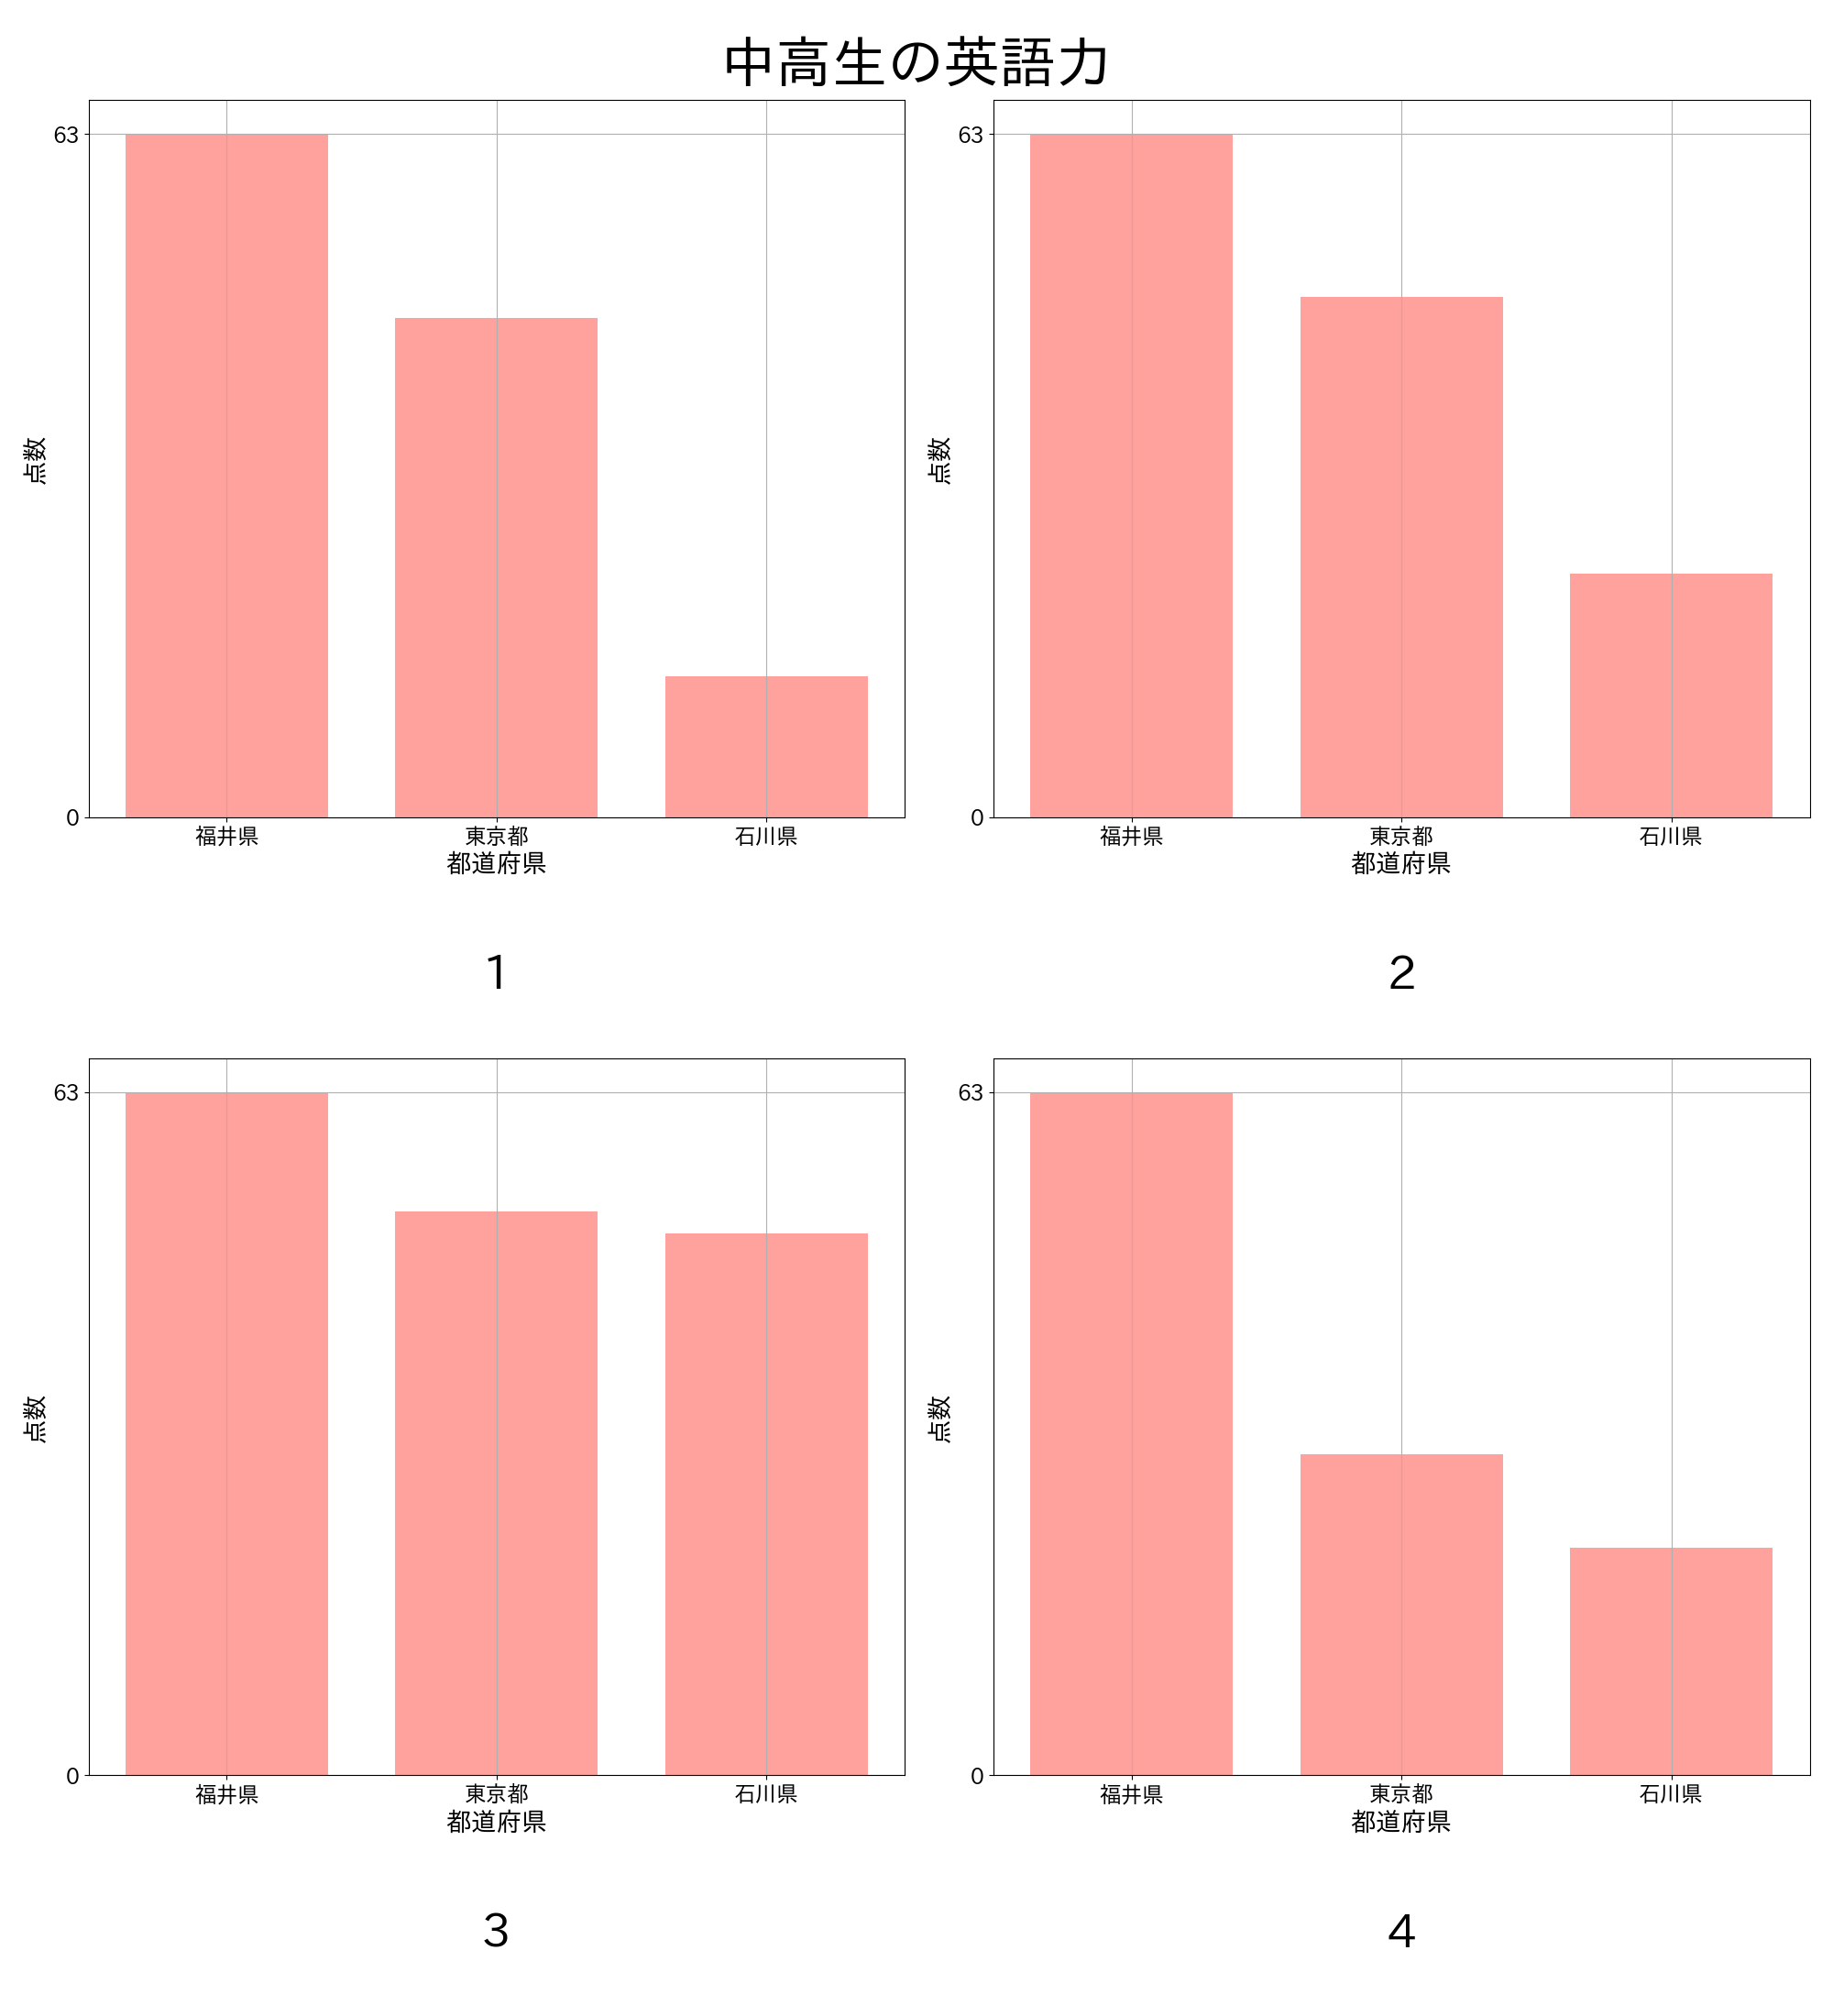 中高生の英語力
63
点数
0
福井県 東京都 石川県
都道府県
1
63
点数
0
福井県 東京都 石川県
都道府県
2
63
点数
0
福井県 東京都 石川県
都道府県
3
63
点数
0
福井県 東京都 石川県
都道府県
4